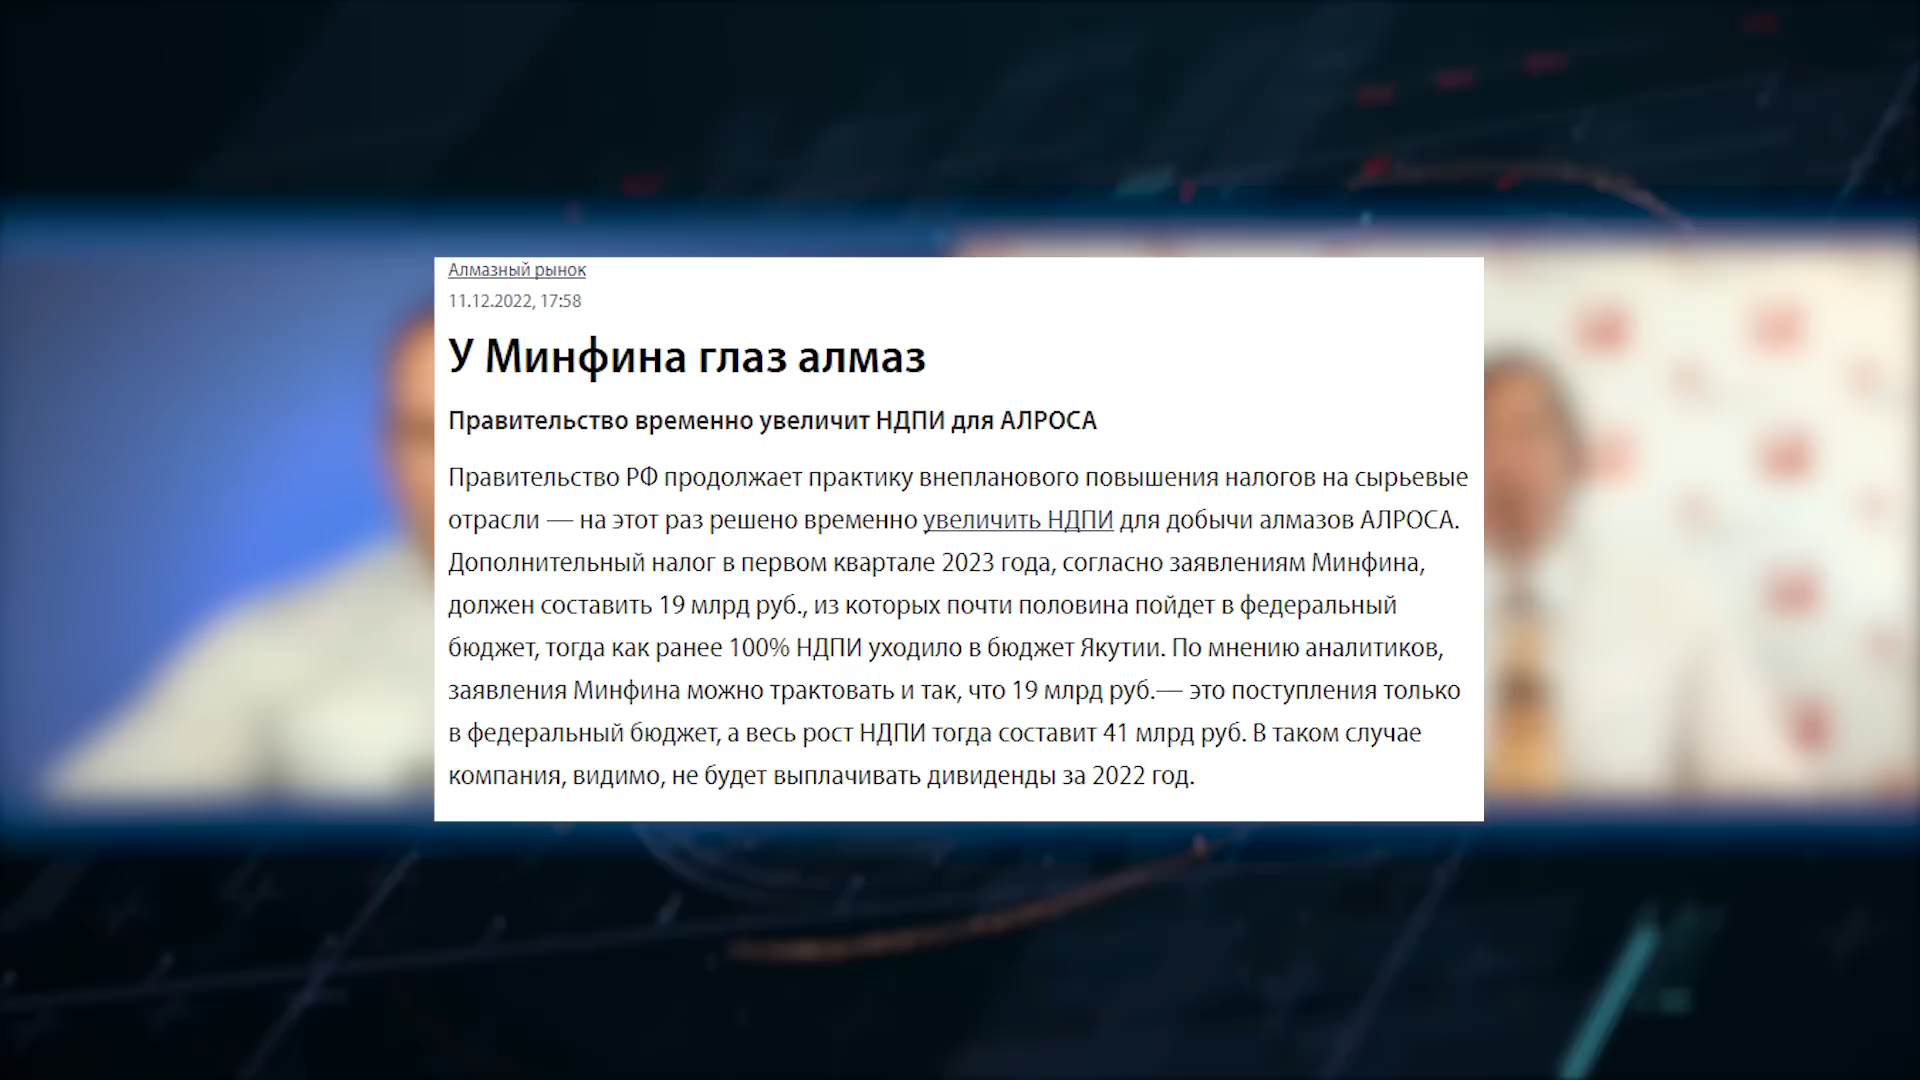 Алмазный рынок
11.12.2022, 17:58
У Минфина глаз алмаз
Правительство временно увеличит НДПИ для АЛРОСА
Правительство РФ продолжает практику внепланового повышения налогов на сырьевые
отрасли — на этот раз решено временно увеличить НДПИ для добычи алмазов АЛРОСА.
Дополнительный налог в первом квартале 2023 года, согласно заявлениям Минфина,
должен составить 19 млрд руб., из которых почти половина пойдет в федеральный
бюджет, тогда как ранее 100% НДПИ уходило в бюджет Якутии. По мнению аналитиков,
заявления Минфина можно трактовать и так, что 19 млрд руб.— это поступления только
в федеральный бюджет, а весь рост НДПИ тогда составит 41 млрд руб. В таком случае
компания, видимо, не будет выплачивать дивиденды за 2022 год.